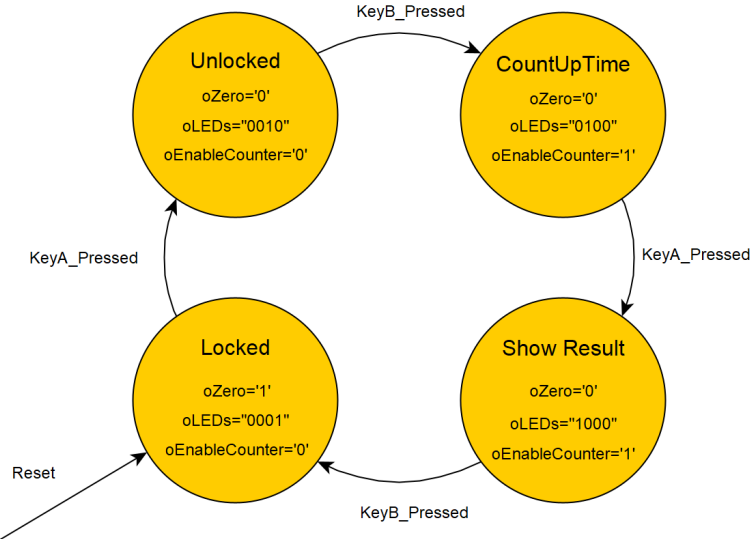 KeyB_Pressed
Unlocked
oZero='0'
oLEDs="0010"
oEnableCounter='0'
CountUpTime
oZero='0'
oLEDs="0100"
oEnableCounter='1'
KeyA_Pressed
KeyA_Pressed
Locked
oZero='1'
oLEDs="0001"
oEnableCounter='0'
Show Result
oZero='0'
oLEDs="1000"
oEnableCounter='1'
Reset
KeyB_Pressed